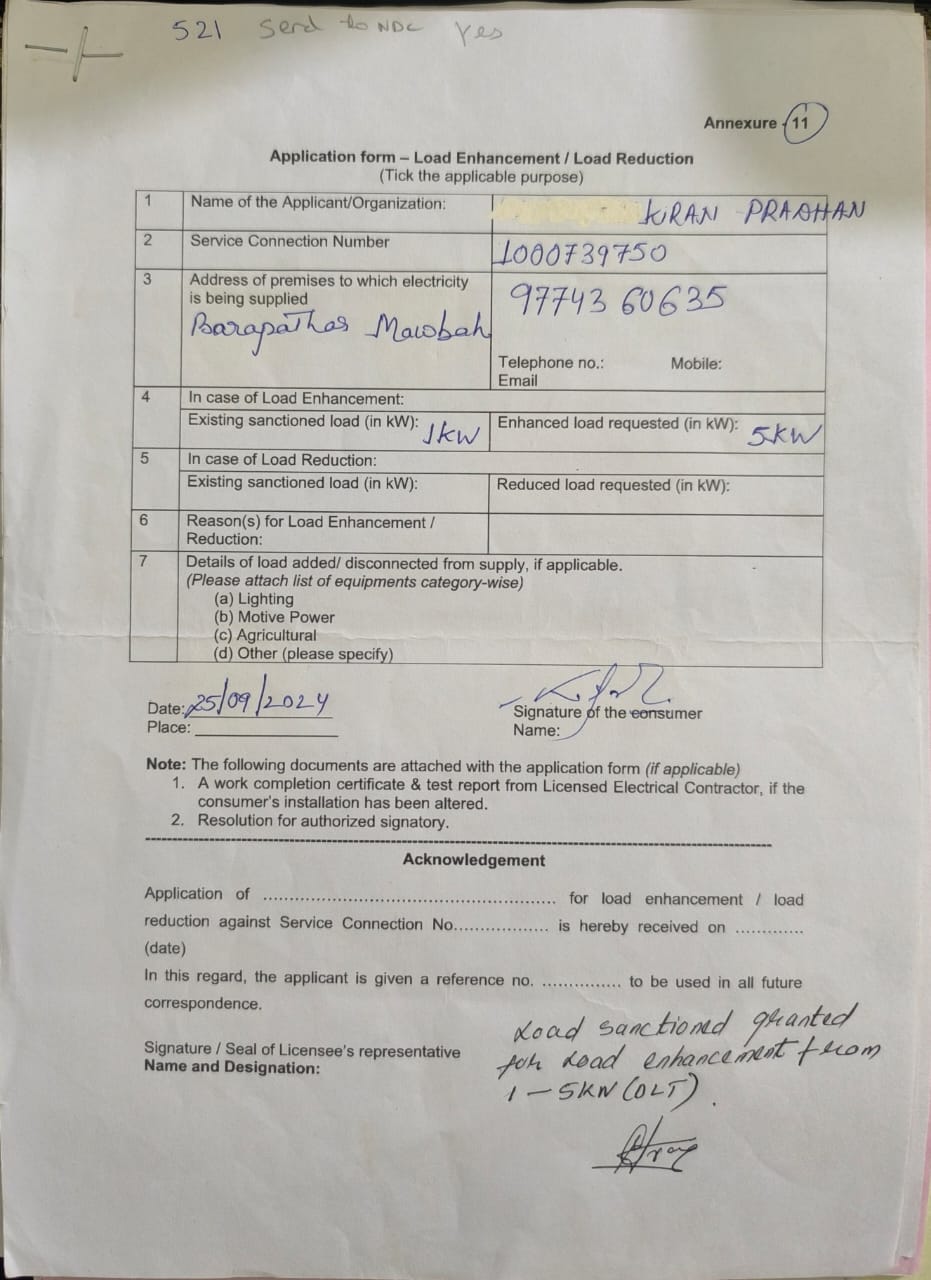 521 Send to NDC Yes
Annexure - 11
Application form – Load Enhancement / Load Reduction
(Tick the applicable purpose)
1 Name of the Applicant/Organization: KIRAN PRADHAN
2 Service Connection Number 1000739750
3 Address of premises to which electricity
is being supplied
Barapathar Mawbah
97743 60635
Telephone no.: Mobile:
Email
4 In case of Load Enhancement:
Existing sanctioned load (in kW): 1KW Enhanced load requested (in kW): 5KW
5 In case of Load Reduction:
Existing sanctioned load (in kW): Reduced load requested (in kW):
6 Reason(s) for Load Enhancement /
Reduction:
7 Details of load added/ disconnected from supply, if applicable.
(Please attach list of equipments category-wise)
(a) Lighting
(b) Motive Power
(c) Agricultural
(d) Other (please specify)
Date: 25/09/2024
Place:
Signature of the consumer
Name:
Note: The following documents are attached with the application form (if applicable)
1. A work completion certificate & test report from Licensed Electrical Contractor, if the
consumer's installation has been altered.
2. Resolution for authorized signatory.
Acknowledgement
Application of ........................................................ for load enhancement / load
reduction against Service Connection No.................. is hereby received on .............
(date)
In this regard, the applicant is given a reference no. ............... to be used in all future
correspondence.
Signature / Seal of Licensee's representative
Name and Designation:
Load sanctioned granted
for Load enhancement from
1 – 5KW (DLT).